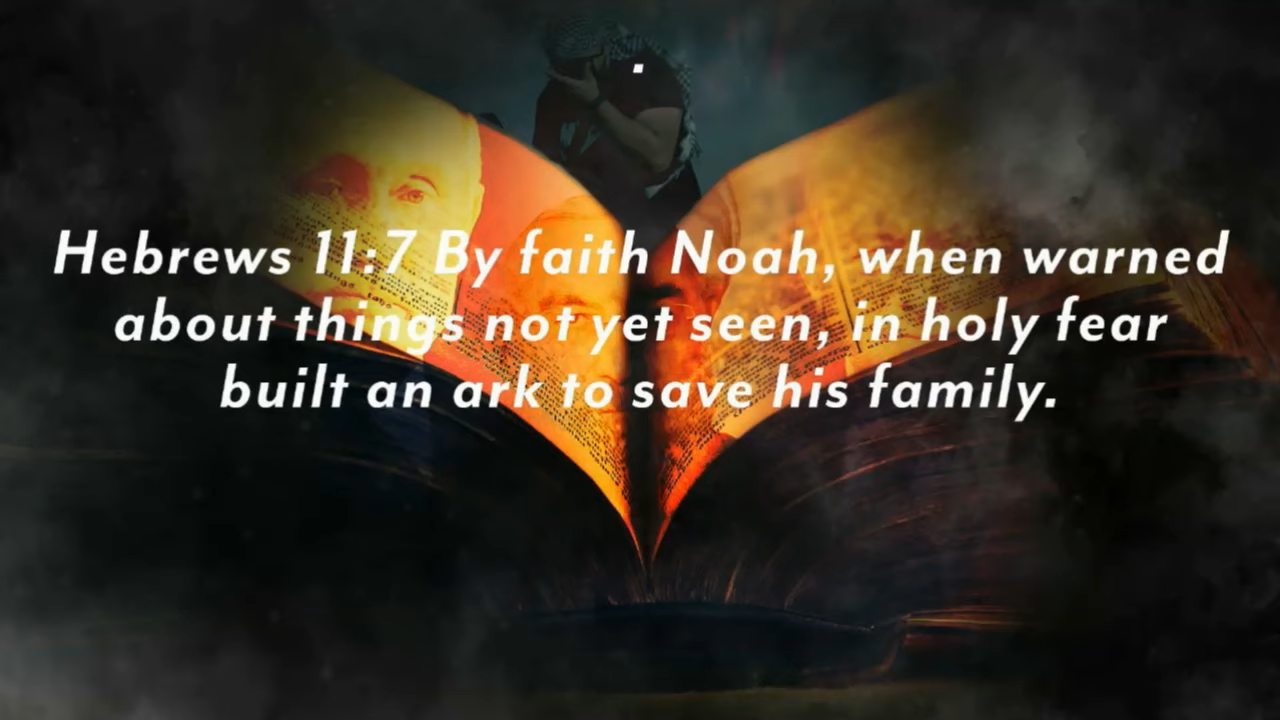 .
Hebrews 11:7 By faith Noah, when warned
about things not yet seen, in holy fear
built an ark to save his family.